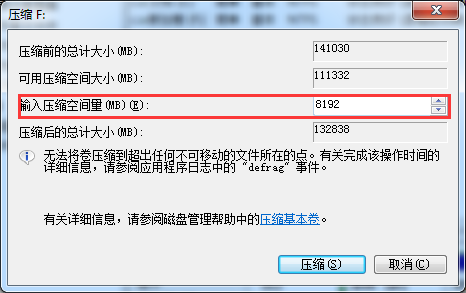 压缩 F:
压缩前的总计大小(MB): 141030
可用压缩空间大小(MB): 111332
输入压缩空间量(MB)(E): 8192
压缩后的总计大小(MB): 132838
无法将卷压缩到超出任何不可移动的文件所在的点。有关完成该操作时间的
详细信息，请参阅应用程序日志中的 "defrag" 事件。
有关详细信息，请参阅磁盘管理帮助中的压缩基本卷。
压缩(S) 取消(C)